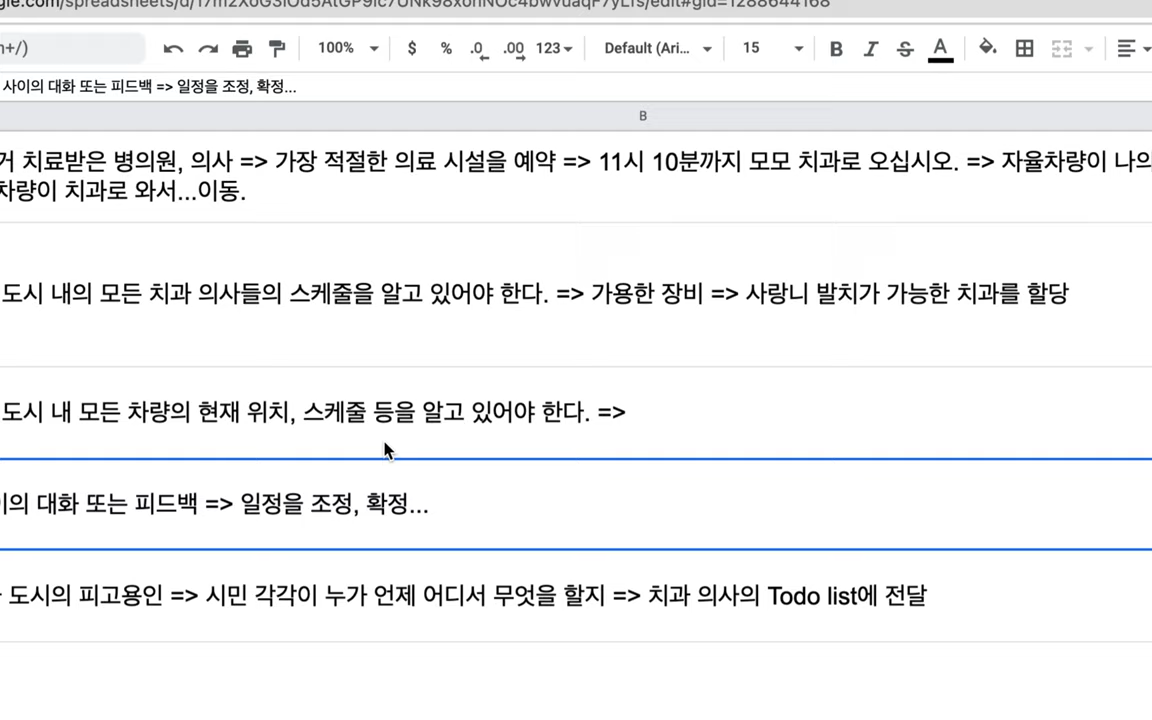 n+/)
100%
$
%
.0
.00
123
Default (Ari...
15
B
I
S
A
사이의 대화 또는 피드백 => 일정을 조정, 확정...
B
거 치료받은 병의원, 의사 => 가장 적절한 의료 시설을 예약 => 11시 10분까지 모모 치과로 오십시오. => 자율차량이 나의
차량이 치과로 와서...이동.
도시 내의 모든 치과 의사들의 스케줄을 알고 있어야 한다. => 가용한 장비 => 사랑니 발치가 가능한 치과를 할당
도시 내 모든 차량의 현재 위치, 스케줄 등을 알고 있어야 한다. =>
이의 대화 또는 피드백 => 일정을 조정, 확정...
도시의 피고용인 => 시민 각각이 누가 언제 어디서 무엇을 할지 => 치과 의사의 Todo list에 전달